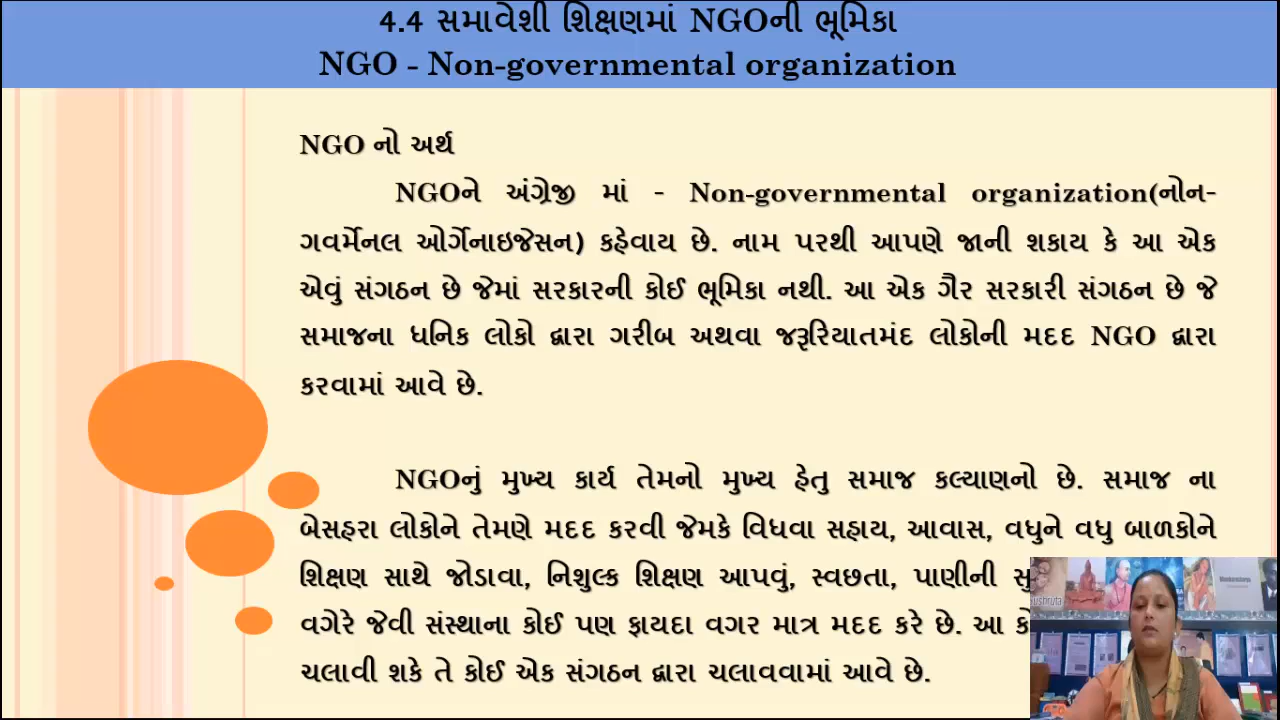 4.4 સમાવેશી શિક્ષણમાં NGOની ભૂમિકા
NGO - Non-governmental organization
NGO નો અર્થ
NGOને અંગ્રેજી માં - Non-governmental organization(નોન-
ગવર્મેનલ ઓર્ગેનાઇજેસન) કહેવાય છે. નામ પરથી આપણે જાની શકાય કે આ એક
એવું સંગઠન છે જેમાં સરકારની કોઈ ભૂમિકા નથી. આ એક ગૈર સરકારી સંગઠન છે જે
સમાજના ધનિક લોકો દ્વારા ગરીબ અથવા જરૂરિયાતમંદ લોકોની મદદ NGO દ્વારા
કરવામાં આવે છે.
NGOનું મુખ્ય કાર્ય તેમનો મુખ્ય હેતુ સમાજ કલ્યાણનો છે. સમાજ ના
બેસહરા લોકોને તેમણે મદદ કરવી જેમકે વિધવા સહાય, આવાસ, વધુને વધુ બાળકોને
શિક્ષણ સાથે જોડાવા, નિશુલ્ક શિક્ષણ આપવું, સ્વછતા, પાણીની
વગેરે જેવી સંસ્થાના કોઈ પણ ફાયદા વગર માત્ર મદદ કરે છે. આ
ચલાવી શકે તે કોઈ એક સંગઠન દ્વારા ચલાવવામાં આવે છે.